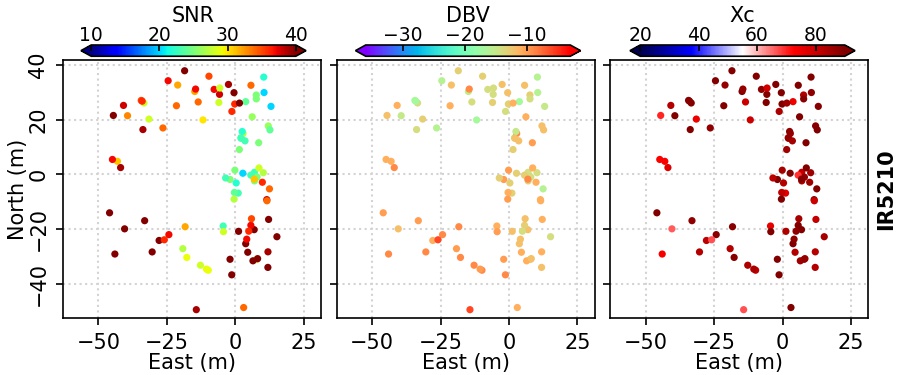 SNR DBV Xc
10 20 30 40 −30 −20 −10 20 40 60 80
40
20
0
−20
−40
North (m)
IR5210
−50 −25 0 25 −50 −25 0 25 −50 −25 0 25
East (m) East (m) East (m)